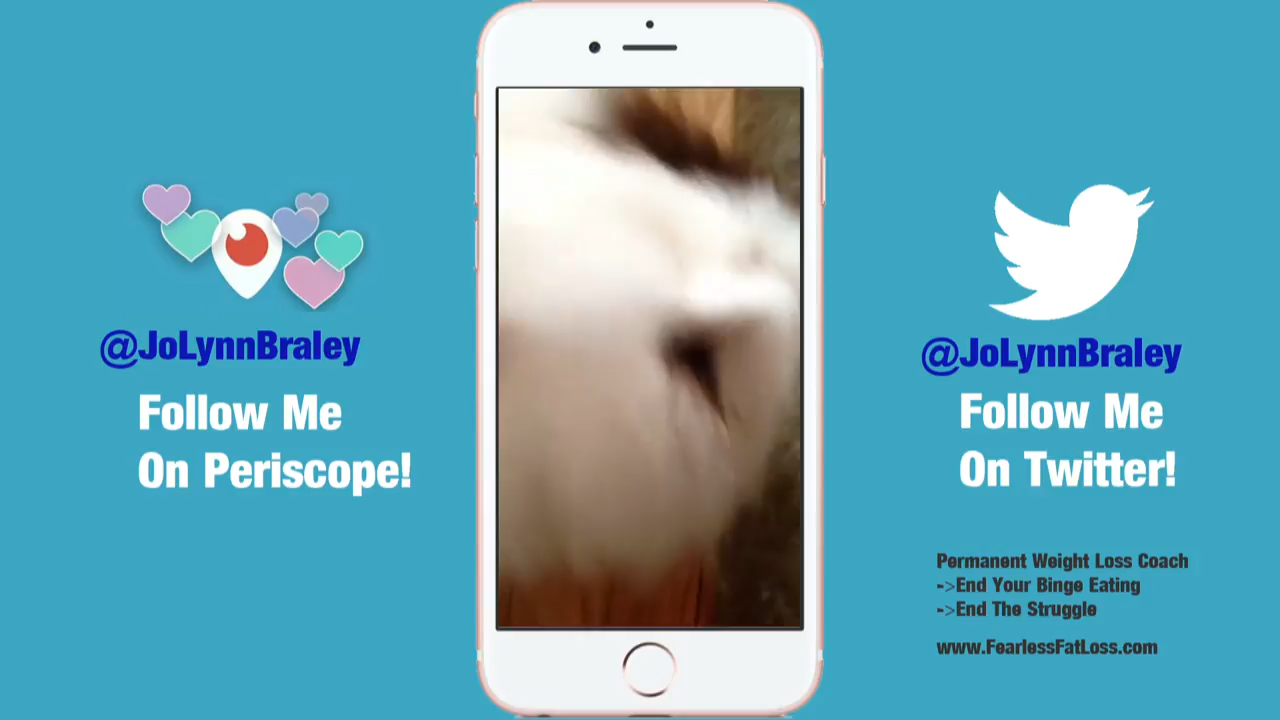 @JoLynnBraley
Follow Me
On Periscope!
@JoLynnBraley
Follow Me
On Twitter!
Permanent Weight Loss Coach
->End Your Binge Eating
->End The Struggle
www.FearlessFatLoss.com